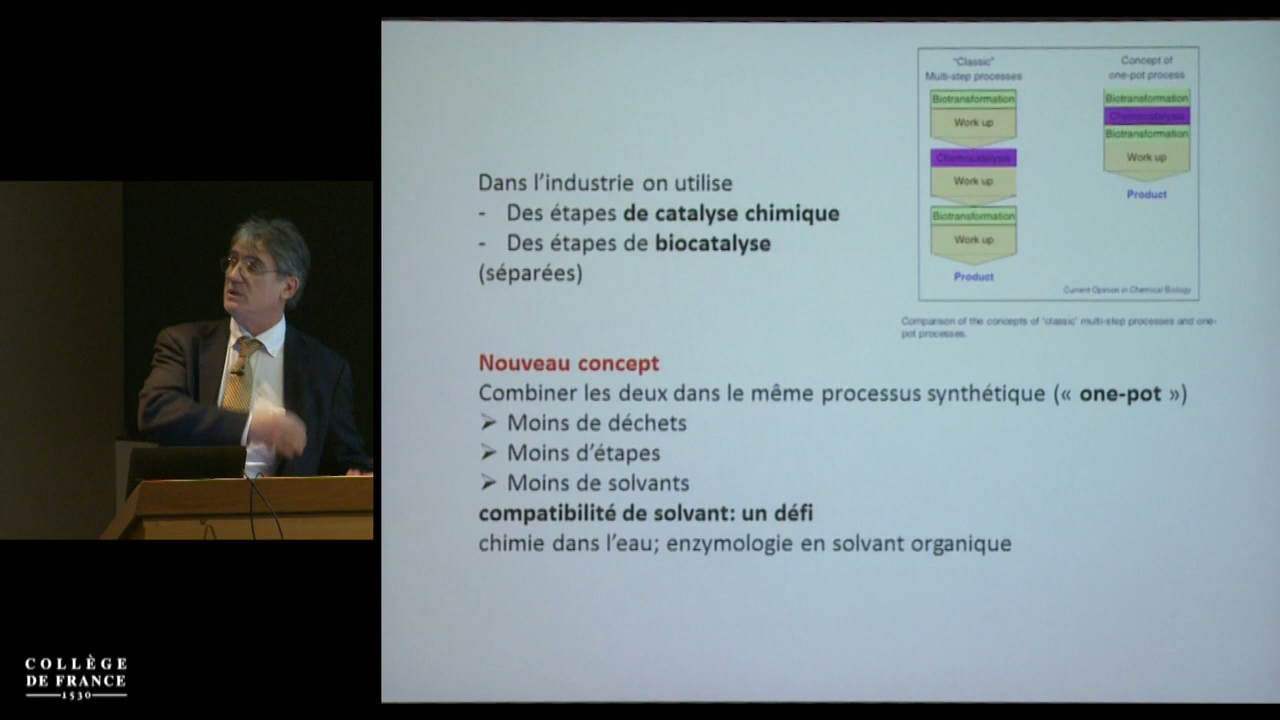 "Classic"
Multi-step processes
Biotransformation
Work up
Chemocatalysis
Work up
Biotransformation
Work up
Product
Concept of
one-pot process
Biotransformation
Chemocatalysis
Biotransformation
Work up
Product
Current Opinion in Chemical Biology
Comparison of the concepts of 'classic' multi-step processes and one-
pot processes.
Dans l'industrie on utilise
- Des étapes de catalyse chimique
- Des étapes de biocatalyse
(séparées)
Nouveau concept
Combiner les deux dans le même processus synthétique (« one-pot »)
➢ Moins de déchets
➢ Moins d'étapes
➢ Moins de solvants
compatibilité de solvant: un défi
chimie dans l'eau; enzymologie en solvant organique
COLLÈGE
DE FRANCE
1530